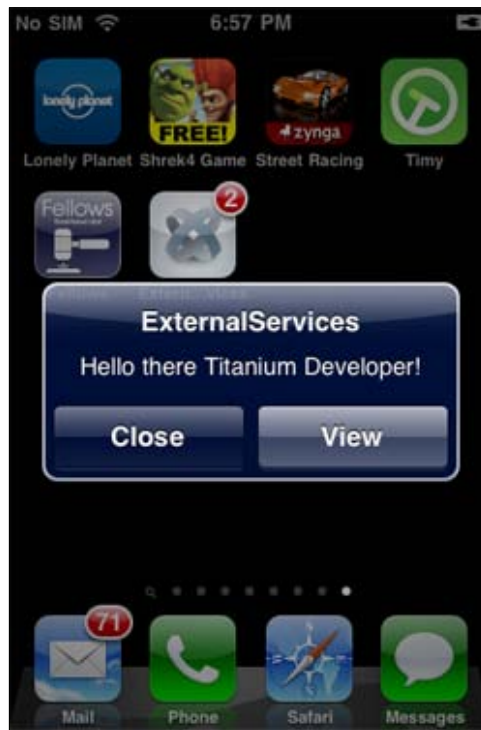 No SIM 6:57 PM
lonely planet
FREE!
zynga
Lonely Planet Shrek4 Game Street Racing Timy
Fellows
2
Fellows
ExternalServices
Hello there Titanium Developer!
Close View
71
Mail Phone Safari Messages